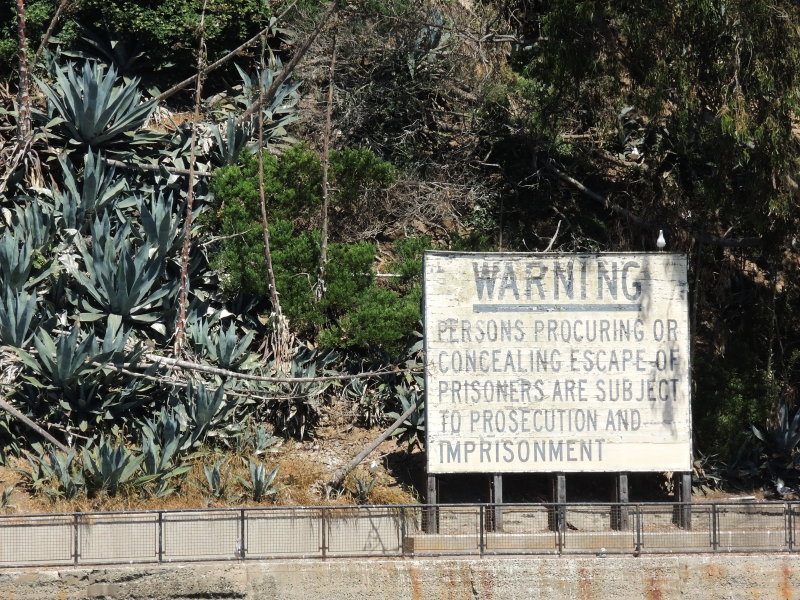 WARNING
PERSONS PROCURING OR
CONCEALING ESCAPE OF
PRISONERS ARE SUBJECT
TO PROSECUTION AND
IMPRISONMENT